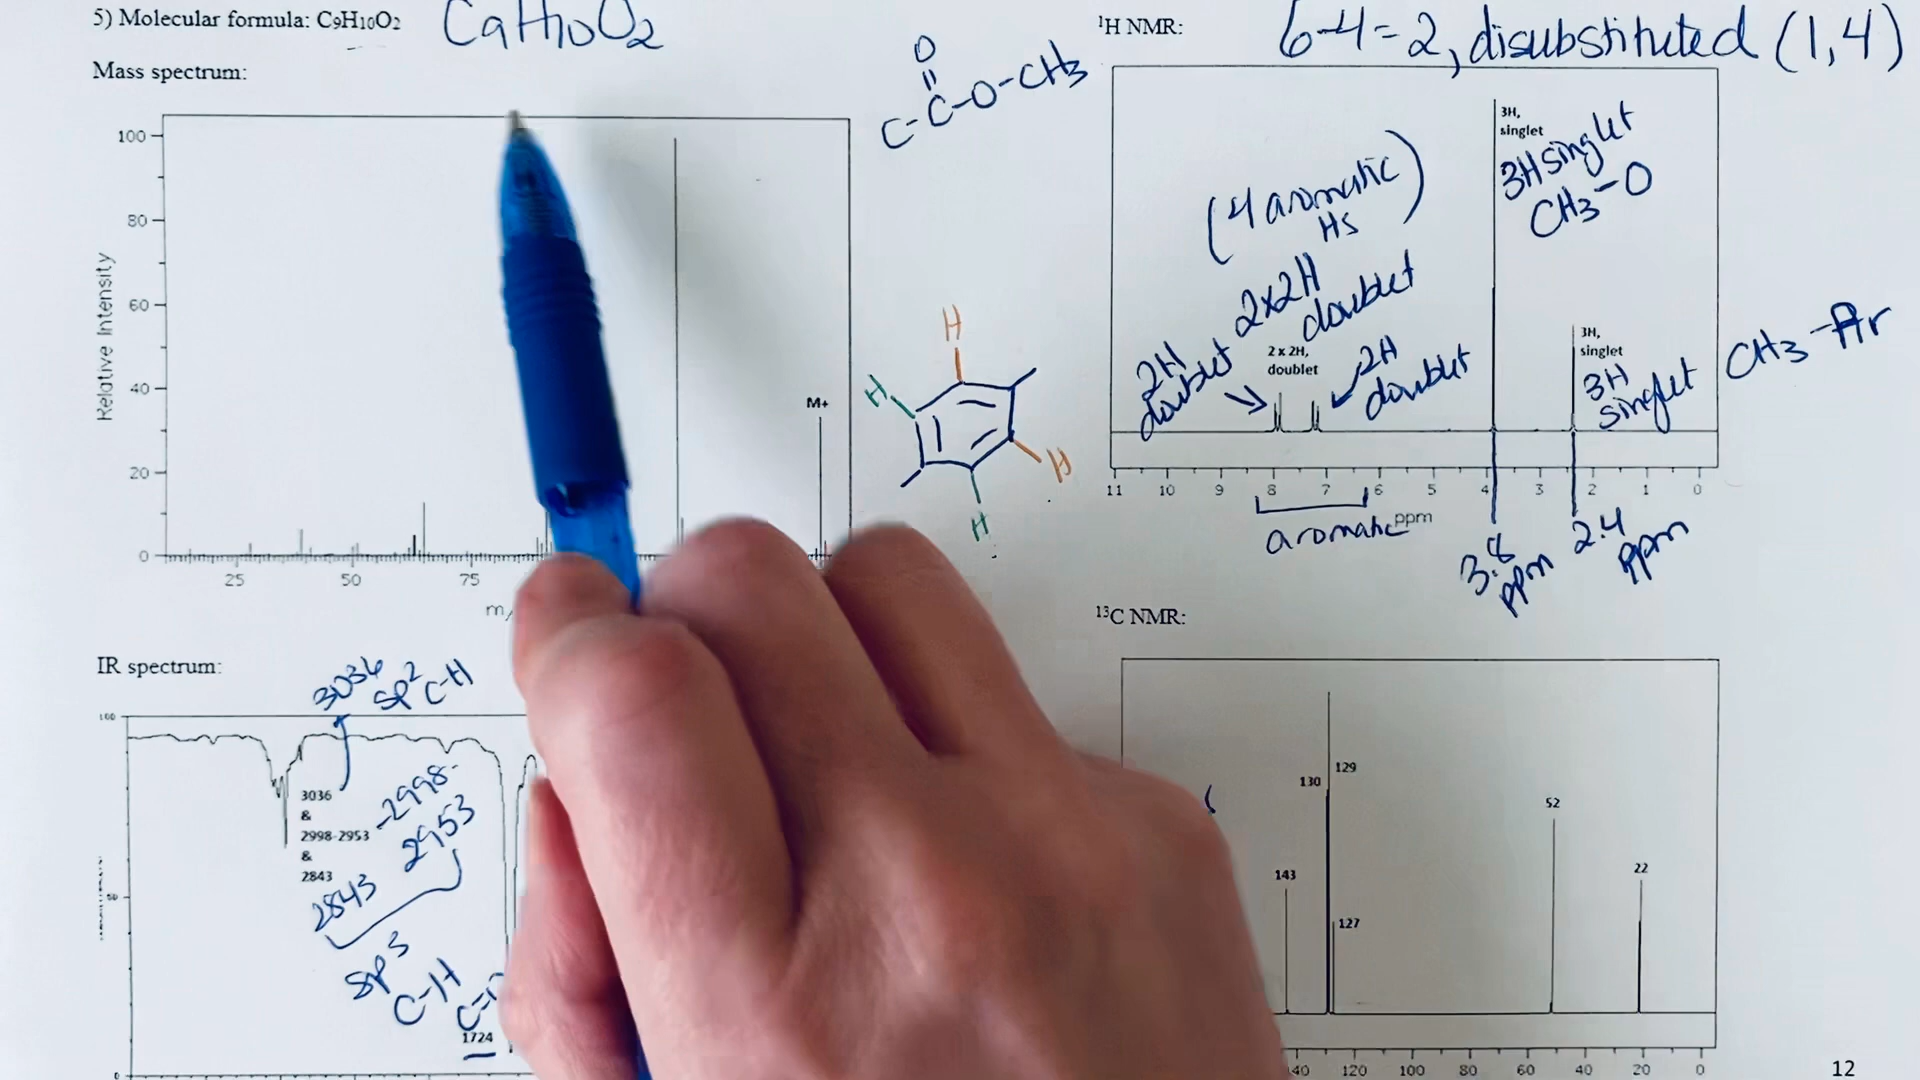 5) Molecular formula: C₉H₁₀O₂
C9H10O2
Mass spectrum:
100
80
60
40
20
0
Relative Intensity
M+
25
50
75
m/
O
C-C-O-CH3
H
H
H
H
¹H NMR:
6-4=2, disubstituted (1,4)
3H,
singlet
3H singlet
CH3-O
(4 aromatic)
HS
2x2H
doublet
2H
doublet
2 x 2H,
doublet
2H
doublet
3H,
singlet
3H
singlet
CH3-Ar
11 10 9 8 7 6 5 4 3 2 1 0
ppm
aromatic
3.8
ppm
2.4
ppm
IR spectrum:
3036
sp2 C-H
100
50
0
3036
&
2998-2953
&
2843
-2998-
2953
2843
sp3
C-H
1724
¹³C NMR:
130
129
143
127
52
22
40 120 100 80 60 40 20 0
12